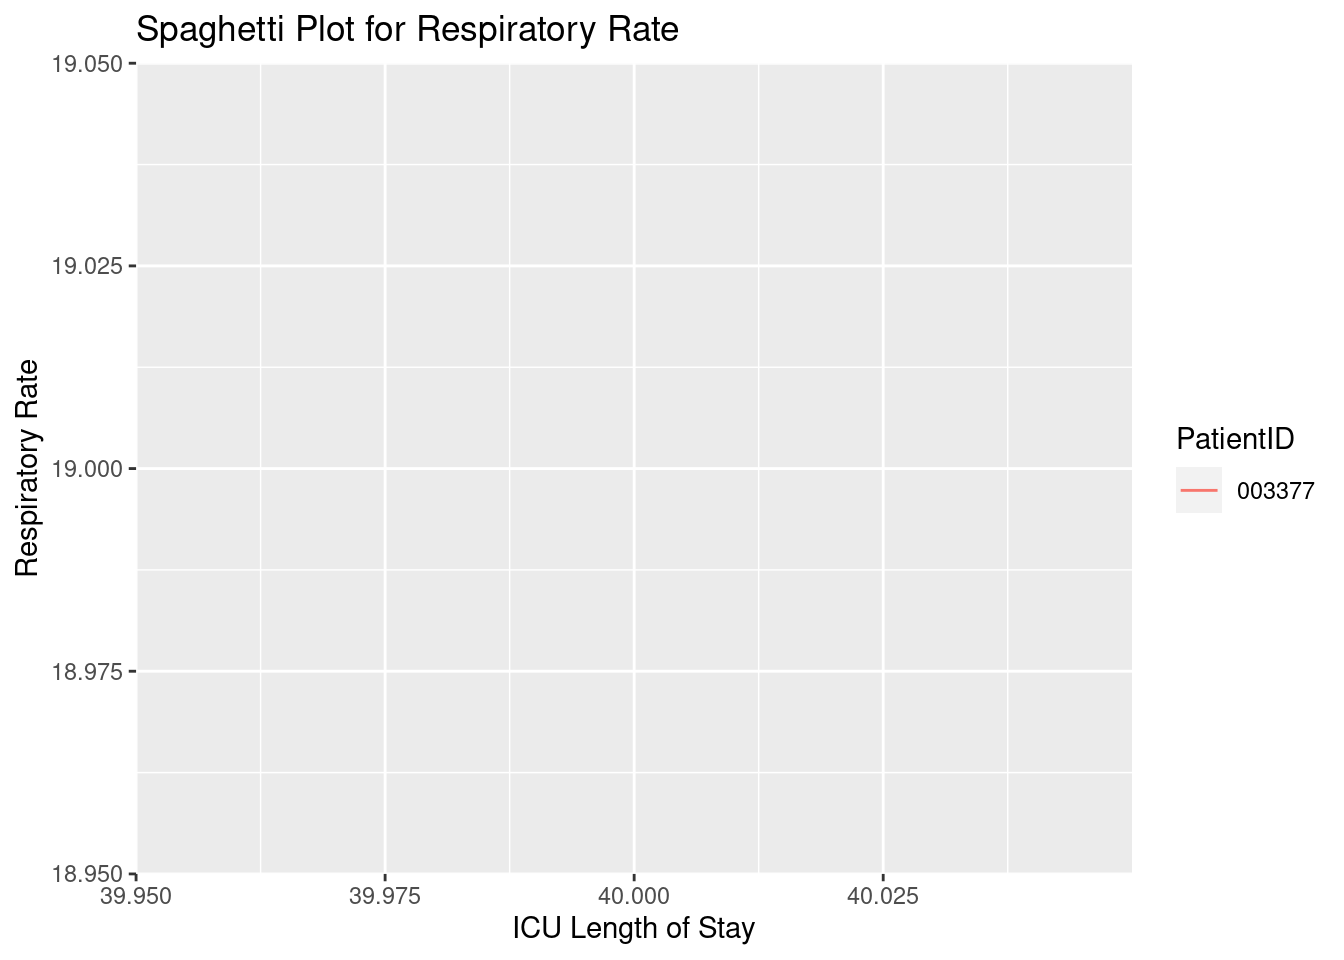 Spaghetti Plot for Respiratory Rate
19.050
19.025
19.000
18.975
18.950
Respiratory Rate
39.950
39.975
40.000
40.025
ICU Length of Stay
PatientID
003377